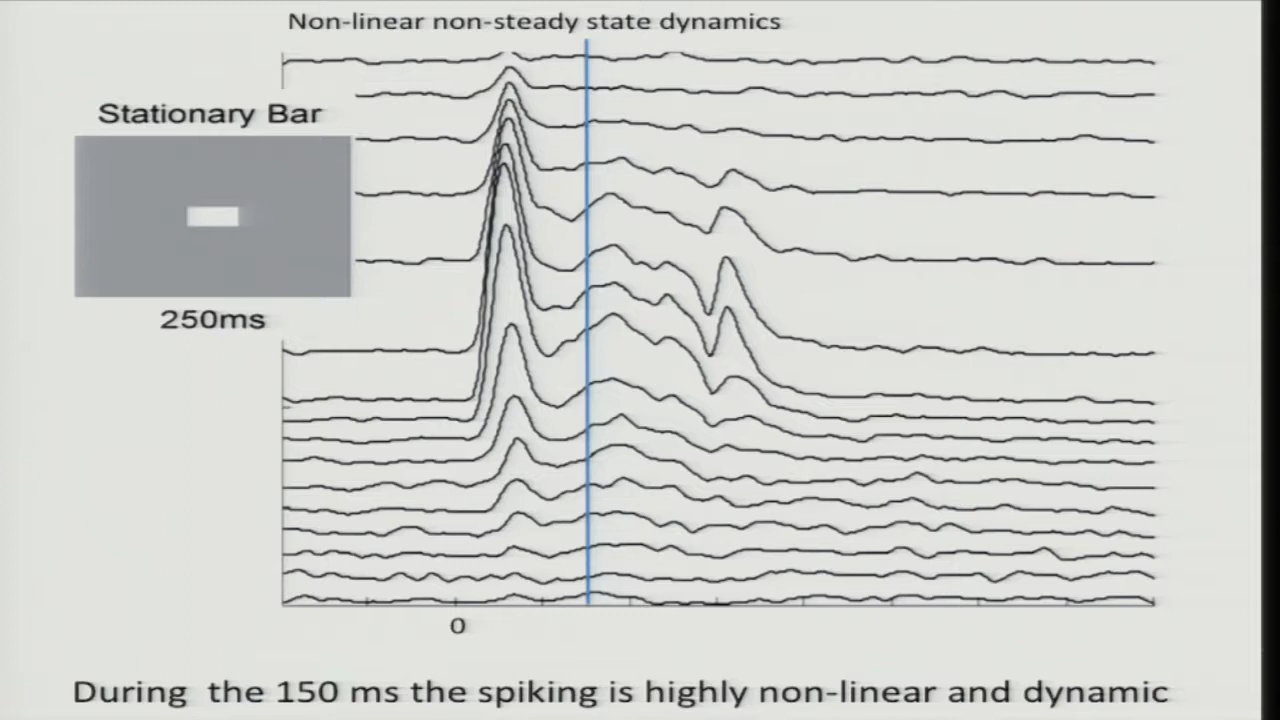 Non-linear non-steady state dynamics
Stationary Bar
250ms
0
During the 150 ms the spiking is highly non-linear and dynamic